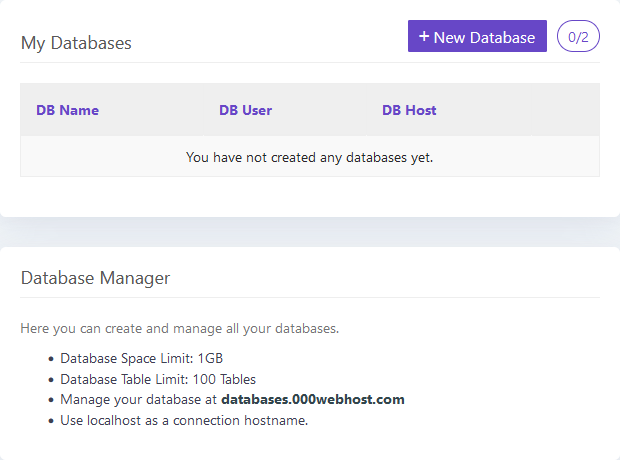 My Databases
+ New Database
0/2
DB Name DB User DB Host
You have not created any databases yet.
Database Manager
Here you can create and manage all your databases.
• Database Space Limit: 1GB
• Database Table Limit: 100 Tables
• Manage your database at databases.000webhost.com
• Use localhost as a connection hostname.